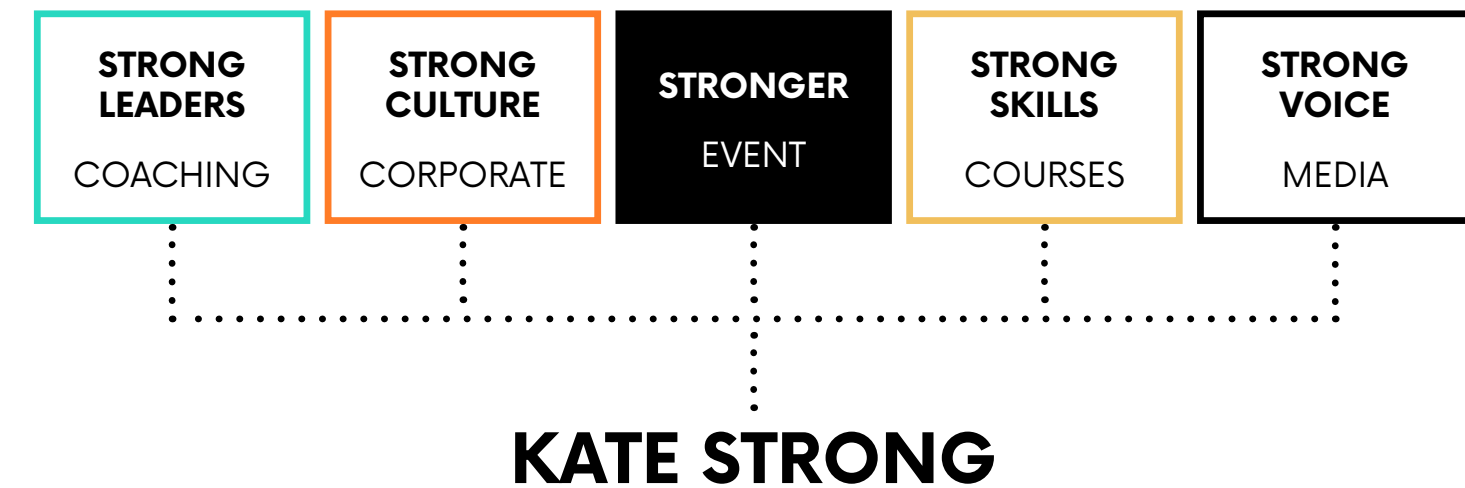 STRONG
LEADERS
COACHING
STRONG
CULTURE
CORPORATE
STRONGER
EVENT
STRONG
SKILLS
COURSES
STRONG
VOICE
MEDIA
KATE STRONG